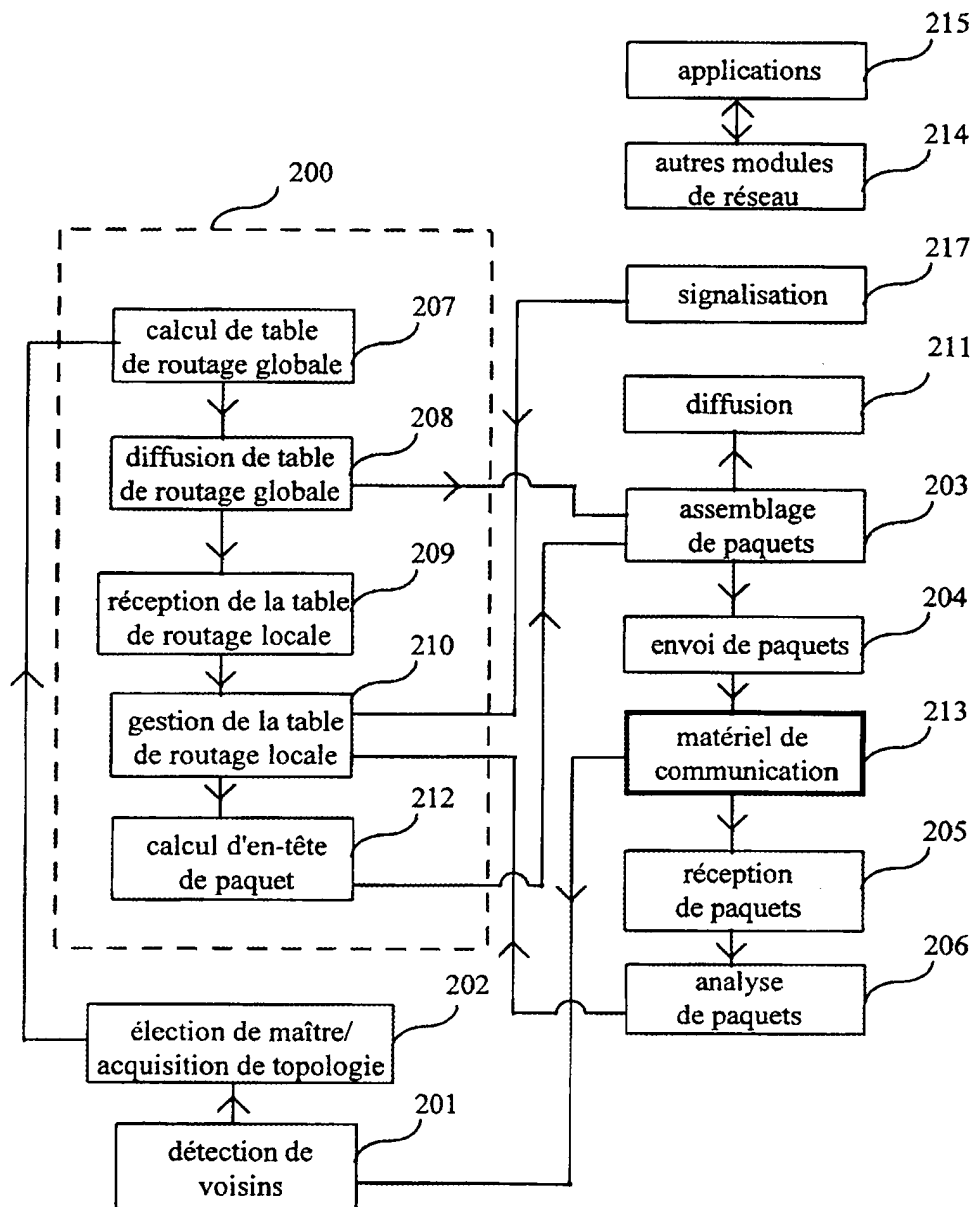 215
applications
214
autres modules
de réseau
200
217
signalisation
207
calcul de table
de routage globale
211
diffusion
208
diffusion de table
de routage globale
203
assemblage
de paquets
209
réception de la table
de routage locale
204
envoi de paquets
210
gestion de la table
de routage locale
213
matériel de
communication
212
calcul d'en-tête
de paquet
205
réception
de paquets
206
analyse
de paquets
202
élection de maître/
acquisition de topologie
201
détection de
voisins